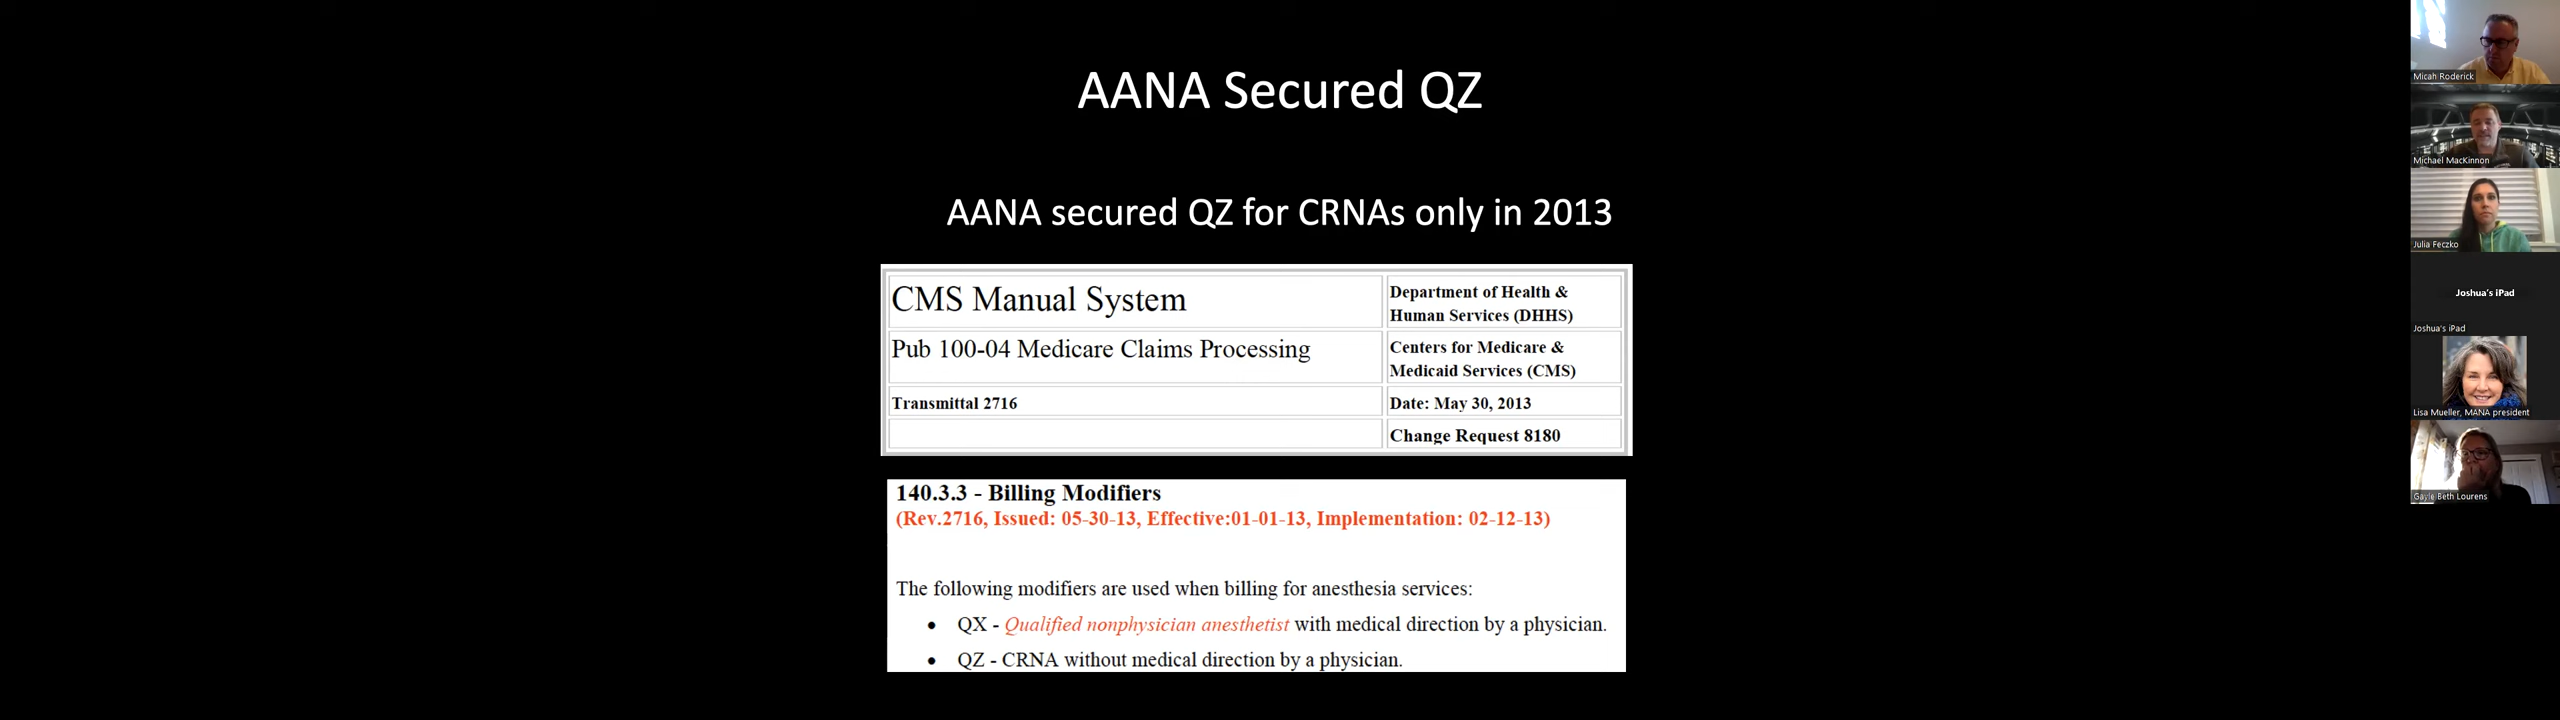 AANA Secured QZ
AANA secured QZ for CRNAs only in 2013
CMS Manual System
Department of Health &
Human Services (DHHS)
Pub 100-04 Medicare Claims Processing
Centers for Medicare &
Medicaid Services (CMS)
Transmittal 2716
Date: May 30, 2013
Change Request 8180
140.3.3 - Billing Modifiers
(Rev.2716, Issued: 05-30-13, Effective:01-01-13, Implementation: 02-12-13)
The following modifiers are used when billing for anesthesia services:
• QX - Qualified nonphysician anesthetist with medical direction by a physician.
• QZ - CRNA without medical direction by a physician.
Micah Roderick
Michael MacKinnon
Julia Feczko
Joshua's iPad
Joshua's iPad
Lisa Mueller, MANA president
Gayle Beth Lourens